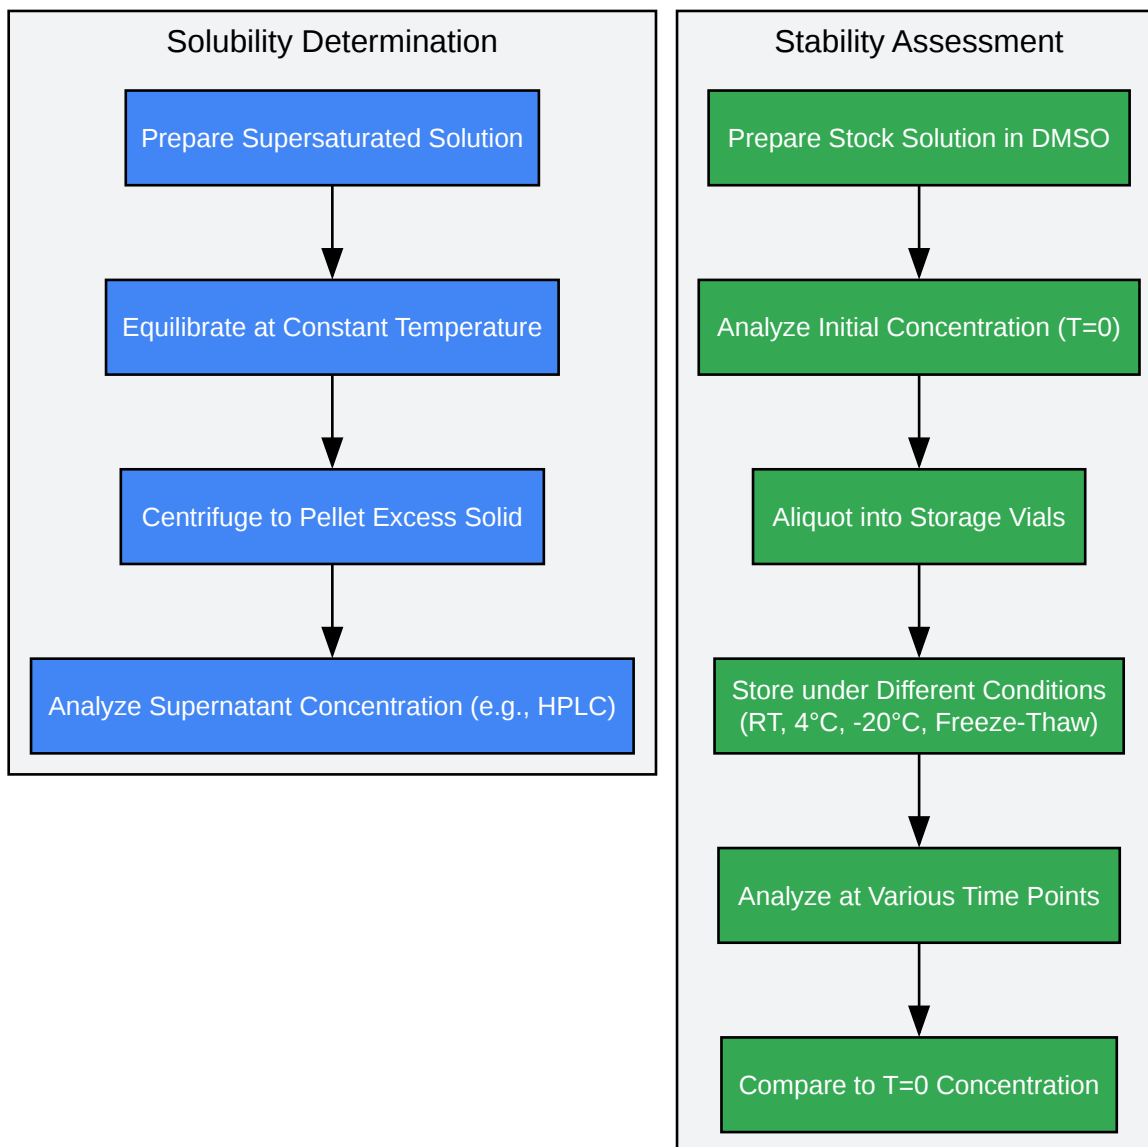 Solubility Determination
Prepare Supersaturated Solution
Equilibrate at Constant Temperature
Centrifuge to Pellet Excess Solid
Analyze Supernatant Concentration (e.g., HPLC)
Stability Assessment
Prepare Stock Solution in DMSO
Analyze Initial Concentration (T=0)
Aliquot into Storage Vials
Store under Different Conditions
(RT, 4°C, -20°C, Freeze-Thaw)
Analyze at Various Time Points
Compare to T=0 Concentration